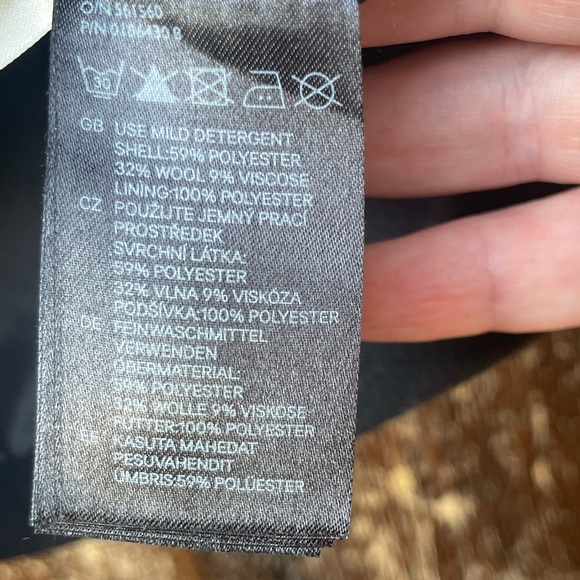 O/N 511560
30
GB USE MILD DETERGENT
SHELL:59% POLYESTER
32% WOOL 9% VISCOSE
LINING:100% POLYESTER
CZ POUŽIJTE JEMNÝ PRACÍ
PROSTŘEDEK
SVRCHNÍ LÁTKA:
59% POLYESTER
32% VLNA 9% VISKÓZA
PODŠÍVKA:100% POLYESTER
DE FEINWASCHMITTEL
VERWENDEN
OBERMATERIAL:
59% POLYESTER
32% WOLLE 9% VISKOSE
FUTTER:100% POLYESTER
EE KASUTA MAHEDAT
PESUVAHENDIT
ÜMBRIS:59% POLÜESTER